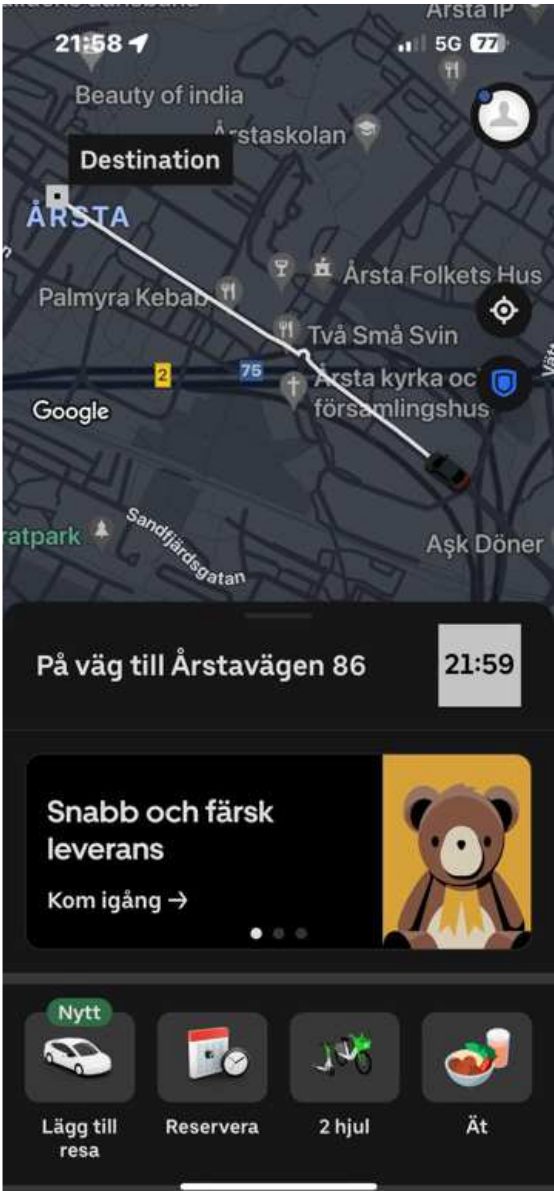 Årsta IP
21:58
5G 77
Beauty of india
Årstaskolan
Destination
ÅRSTA
Årsta Folkets Hus
Palmyra Kebab
Två Små Svin
2
75
Årsta kyrka oc
församlingshus
Google
Sandfjärdsgatan
ratpark
Aşk Döner
På väg till Årstavägen 86
21:59
Snabb och färsk
leverans
Kom igång →
Nytt
Lägg till
resa
Reservera
2 hjul
Ät